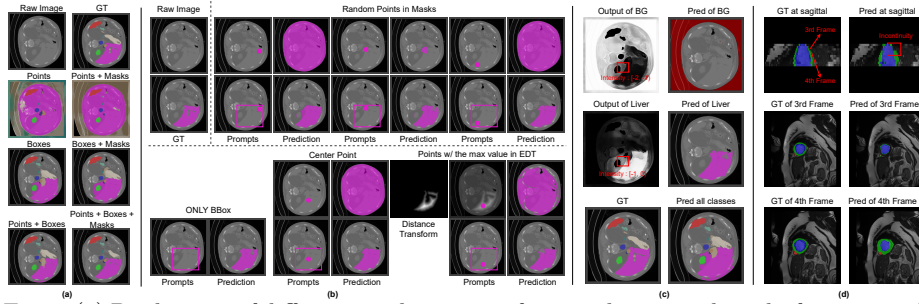 Raw Image
GT
Points
Points + Masks
Boxes
Boxes + Masks
Points + Boxes
Points + Boxes + Masks
(a)
Raw Image
Random Points in Masks
GT
Prompts
Prediction
Prompts
Prediction
Prompts
Prediction
Center Point
Points w/ the max value in EDT
ONLY BBox
Distance Transform
Prompts
Prediction
Prompts
Prediction
Prompts
Prediction
(b)
Output of BG
Pred of BG
Output of Liver
Pred of Liver
GT
Pred all classes
(c)
GT at sagittal
Pred at sagittal
3rd Frame
4th Frame
GT of 3rd Frame
Pred of 3rd Frame
GT of 4th Frame
Pred of 4th Frame
(d)